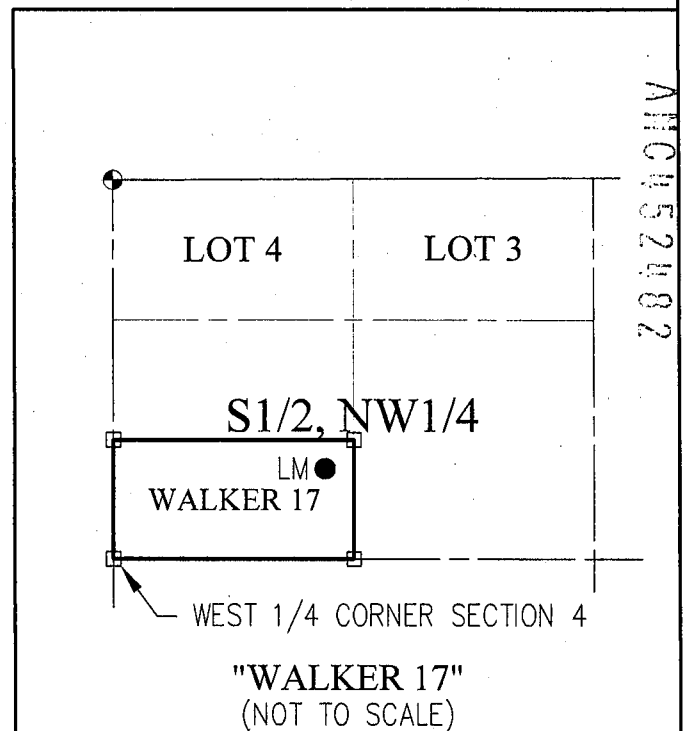 AMC452482
LOT 4
LOT 3
S1/2, NW1/4
LM
WALKER 17
WEST 1/4 CORNER SECTION 4
"WALKER 17"
(NOT TO SCALE)